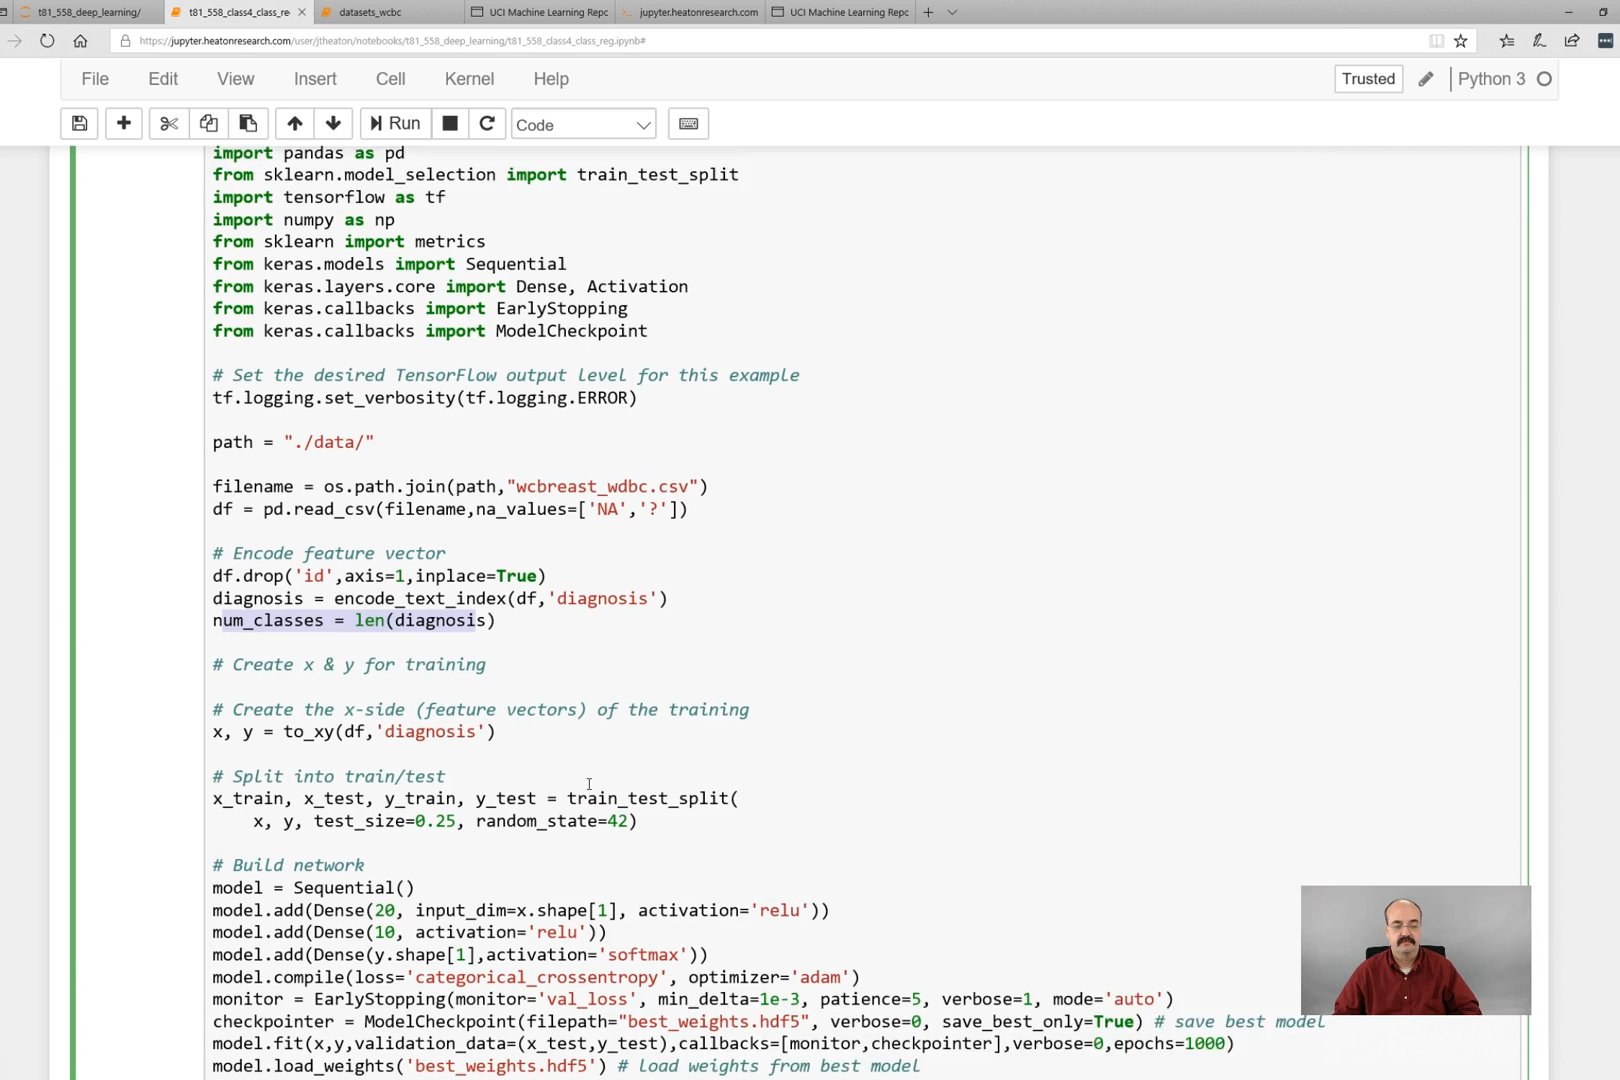 t81_558_deep_learning/
t81_558_class4_class_re
datasets_wcbc
UCI Machine Learning Repc
jupyter.heatonresearch.com
UCI Machine Learning Repc
https://jupyter.heatonresearch.com/user/jtheaton/notebooks/t81_558_deep_learning/t81_558_class4_class_reg.ipynb#
File Edit View Insert Cell Kernel Help Trusted Python 3
Run Code
import pandas as pd
from sklearn.model_selection import train_test_split
import tensorflow as tf
import numpy as np
from sklearn import metrics
from keras.models import Sequential
from keras.layers.core import Dense, Activation
from keras.callbacks import EarlyStopping
from keras.callbacks import ModelCheckpoint
# Set the desired TensorFlow output level for this example
tf.logging.set_verbosity(tf.logging.ERROR)
path = "./data/"
filename = os.path.join(path,"wcbreast_wdbc.csv")
df = pd.read_csv(filename,na_values=['NA','?'])
# Encode feature vector
df.drop('id',axis=1,inplace=True)
diagnosis = encode_text_index(df,'diagnosis')
num_classes = len(diagnosis)
# Create x & y for training
# Create the x-side (feature vectors) of the training
x, y = to_xy(df,'diagnosis')
# Split into train/test
x_train, x_test, y_train, y_test = train_test_split(
x, y, test_size=0.25, random_state=42)
# Build network
model = Sequential()
model.add(Dense(20, input_dim=x.shape[1], activation='relu'))
model.add(Dense(10, activation='relu'))
model.add(Dense(y.shape[1],activation='softmax'))
model.compile(loss='categorical_crossentropy', optimizer='adam')
monitor = EarlyStopping(monitor='val_loss', min_delta=1e-3, patience=5, verbose=1, mode='auto')
checkpointer = ModelCheckpoint(filepath="best_weights.hdf5", verbose=0, save_best_only=True) # save best model
model.fit(x,y,validation_data=(x_test,y_test),callbacks=[monitor,checkpointer],verbose=0,epochs=1000)
model.load_weights('best_weights.hdf5') # load weights from best model